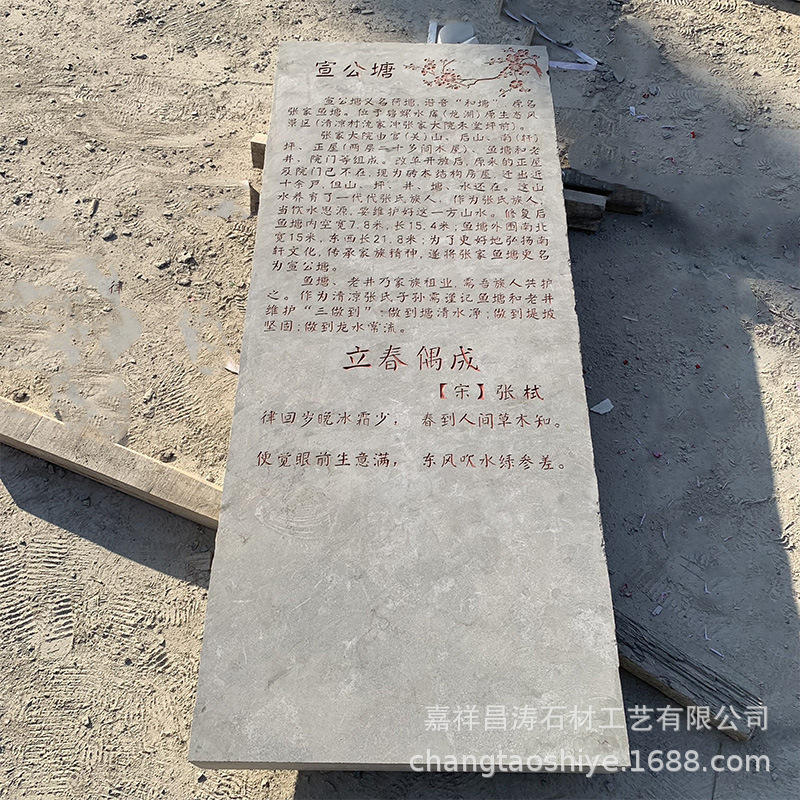 宣公塘
宣公塘又名荷塘,谐音“和塘”,原名
张家鱼塘。位于
水库(龙湖)原生态风
景区(清凉村沈家冲张家大院朱堂坪前)。
张家大院由官(关)山、后山、南(林)
坪、正屋(两层二十多间木屋)、鱼塘和老
井、院门等组成。改革开放后,原来的正屋
及院门已不在,现为砖木结构房屋,迁出近
十余户,但山、坪、井、塘、水还在。这山
水养育了一代代张氏族人,作为张氏族人,
当饮水思源,要维护好这一方山水。修复后
鱼塘内空宽7.8米,长15.4米;鱼塘外围南北
宽15米,东西长21.8米;为了更好地弘扬南
轩文化,传承家族精神,遂将张家鱼塘更名
为宣公塘。
鱼塘、老井乃家族祖业,需吾族人共护
之。作为清凉张氏子孙需谨记鱼塘和老井
维护“三做到”:做到塘清水净;做到堤坡
坚固;做到龙水常流。
立春偶成
【宋】张栻
律回岁晚冰霜少, 春到人间草木知。
便觉眼前生意满, 东风吹水绿参差。
嘉祥昌涛石材工艺有限公司
changtaoshiye.1688.com